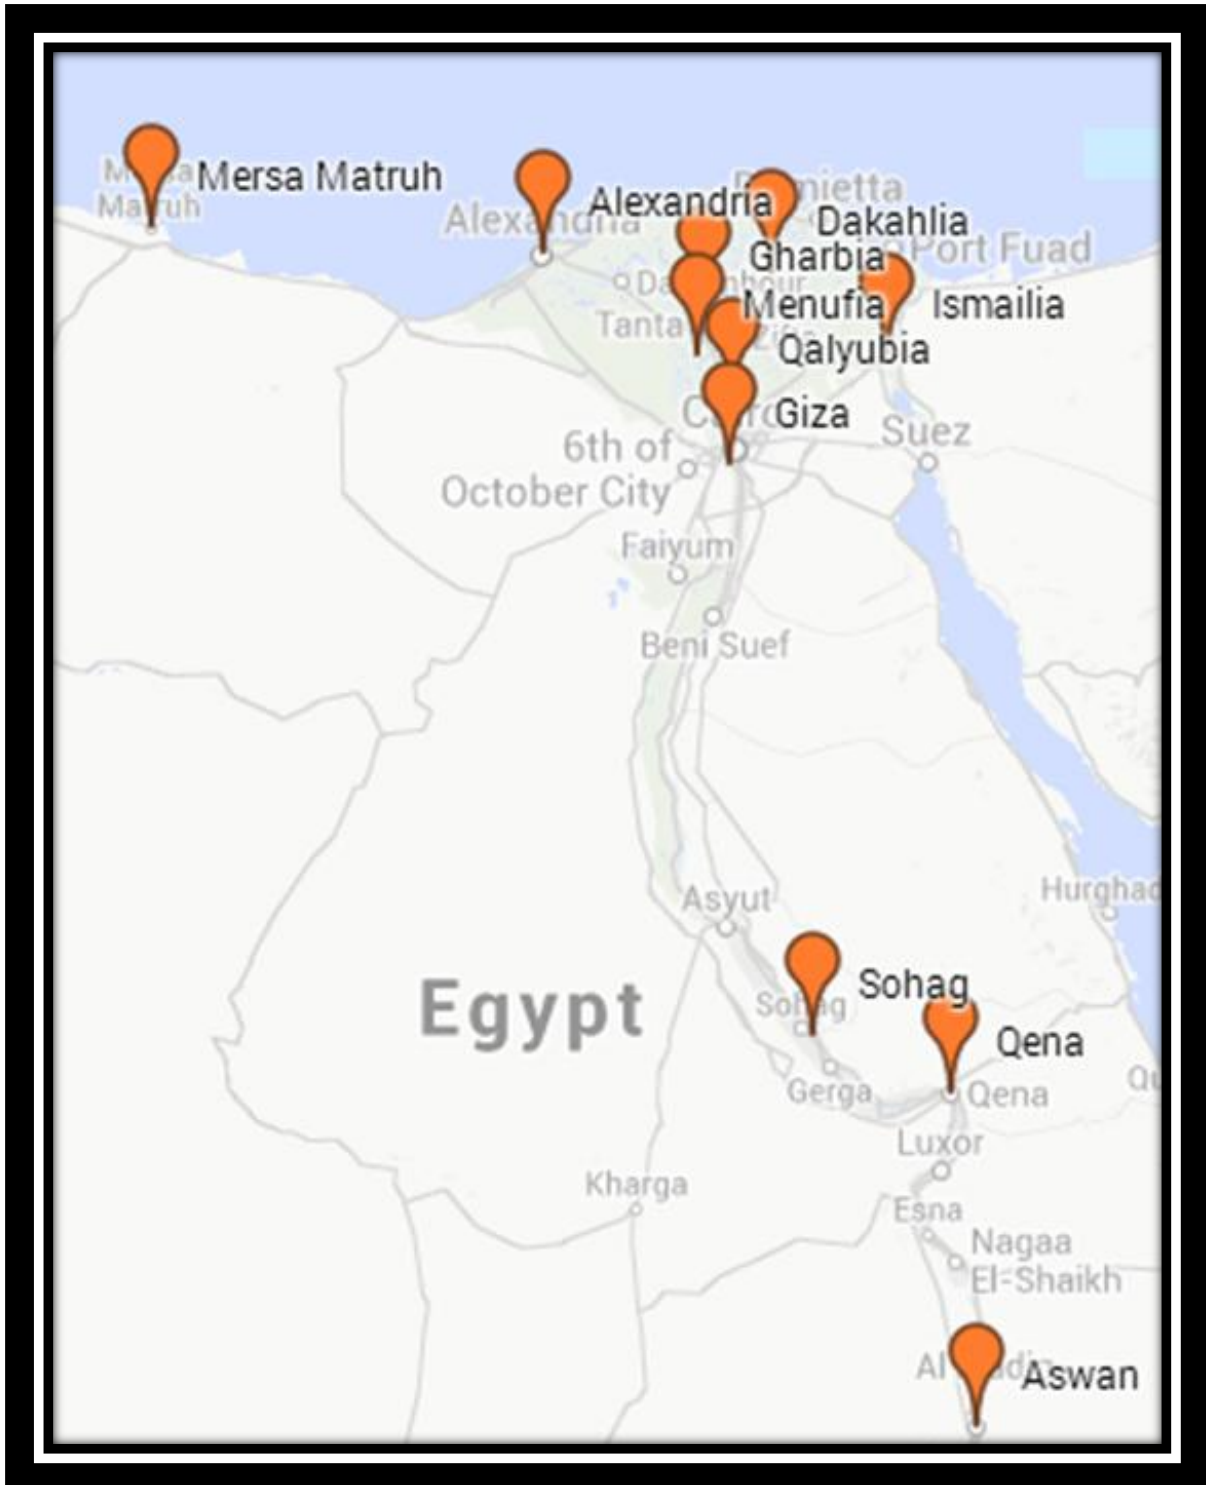 Mersa Matruh
Alexandria
Dakahlia
Gharbia
Port Fuad
Menufia
Ismailia
Tanta
Qalyubia
Giza
Suez
6th of
October City
Faiyum
Beni Suef
Asyut
Hurghad
Egypt
Sohag
Sohag
Qena
Gerga
Qena
Luxor
Kharga
Esna
Nagaa
El-Shaikh
Aswan